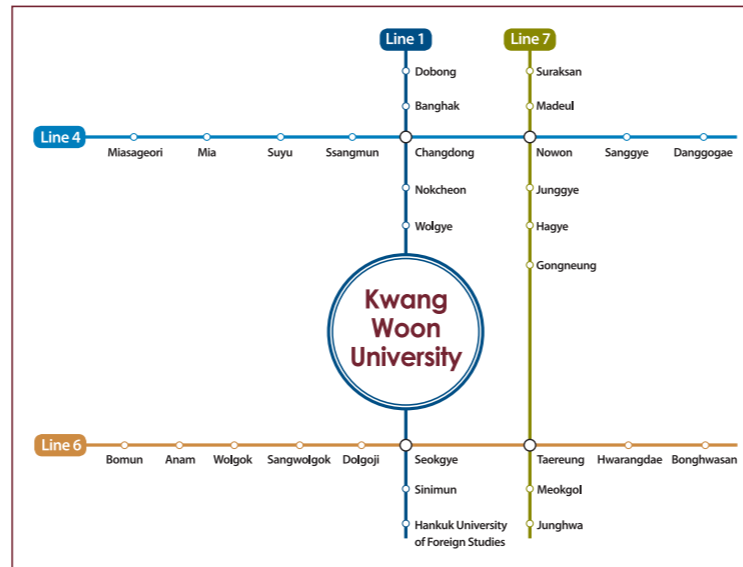 Line 1
Line 7
Dobong
Suraksan
Banghak
Madeul
Line 4
Miasageori
Mia
Suyu
Ssangmun
Changdong
Nowon
Sanggye
Danggogae
Nokcheon
Junggye
Wolgye
Hagye
Gongneung
Kwang
Woon
University
Line 6
Bomun
Anam
Wolgok
Sangwolgok
Dolgoji
Seokgye
Taereung
Hwarangdae
Bonghwasan
Sinimun
Meokgol
Hankuk University
of Foreign Studies
Junghwa